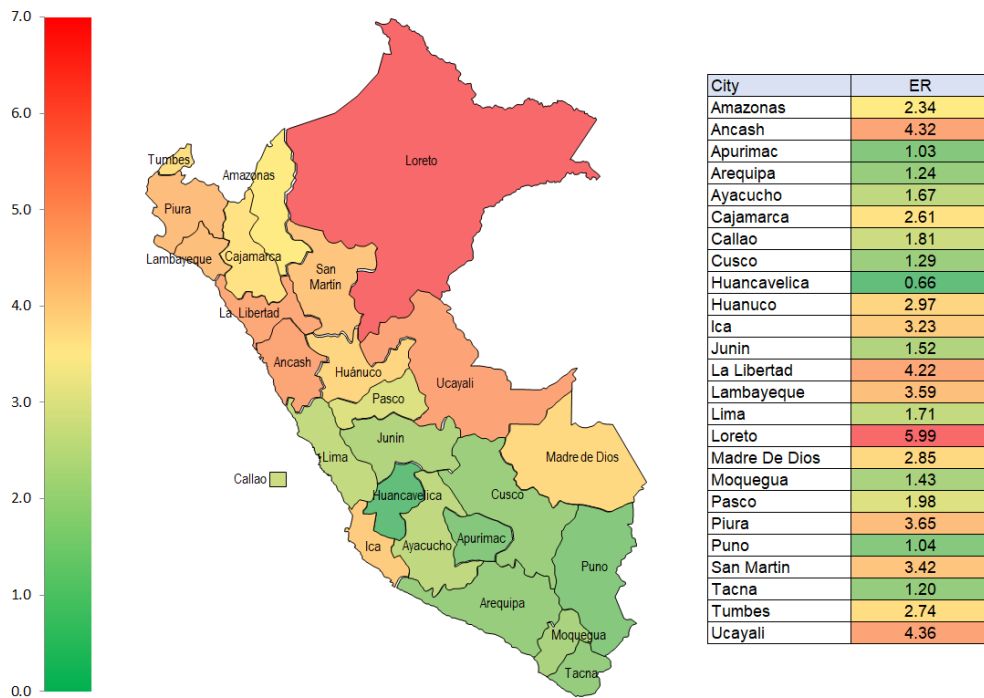 7.0
6.0
5.0
4.0
3.0
2.0
1.0
0.0
Loreto
Tumbes
Amazonas
Piura
Lambayeque
Cajamarca
San
Martin
La Libertad
Ancash
Huánuco
Ucayali
Pasco
Junin
Lima
Madre de Dios
Callao
Huancavelica
Cusco
Ica
Ayacucho
Apurimac
Puno
Arequipa
Moquegua
Tacna
City ER
Amazonas 2.34
Ancash 4.32
Apurimac 1.03
Arequipa 1.24
Ayacucho 1.67
Cajamarca 2.61
Callao 1.81
Cusco 1.29
Huancavelica 0.66
Huanuco 2.97
Ica 3.23
Junin 1.52
La Libertad 4.22
Lambayeque 3.59
Lima 1.71
Loreto 5.99
Madre De Dios 2.85
Moquegua 1.43
Pasco 1.98
Piura 3.65
Puno 1.04
San Martin 3.42
Tacna 1.20
Tumbes 2.74
Ucayali 4.36